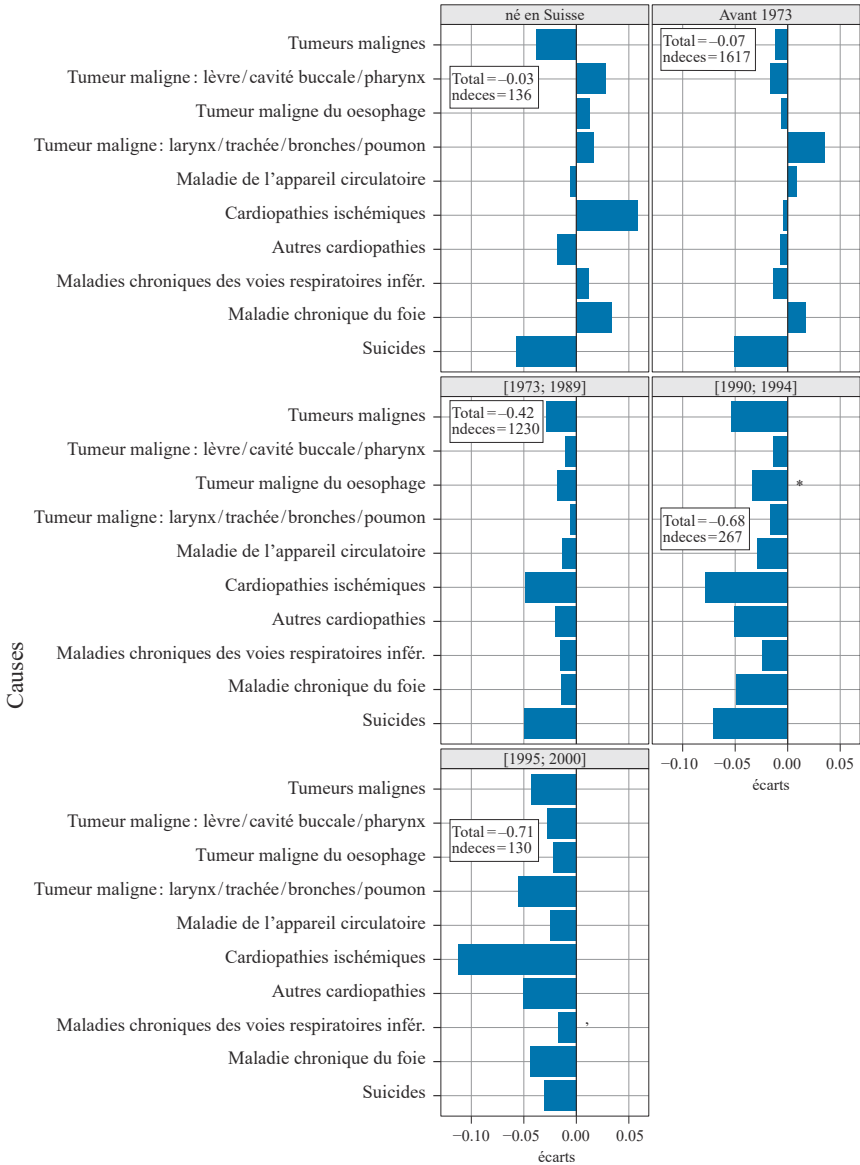 né en Suisse
Avant 1973
Tumeurs malignes
Tumeur maligne : lèvre/cavité buccale/pharynx
Tumeur maligne du oesophage
Tumeur maligne : larynx/trachée/bronches/poumon
Maladie de l’appareil circulatoire
Cardiopathies ischémiques
Autres cardiopathies
Maladies chroniques des voies respiratoires infér.
Maladie chronique du foie
Suicides
Total = –0.03
ndeces = 136
Total = –0.07
ndeces = 1617
[1973; 1989]
[1990; 1994]
Tumeurs malignes
Tumeur maligne : lèvre/cavité buccale/pharynx
Tumeur maligne du oesophage
Tumeur maligne : larynx/trachée/bronches/poumon
Maladie de l’appareil circulatoire
Cardiopathies ischémiques
Autres cardiopathies
Maladies chroniques des voies respiratoires infér.
Maladie chronique du foie
Suicides
Total = –0.42
ndeces = 1230
*
Total = –0.68
ndeces = 267
−0.10 −0.05 0.00 0.05
écarts
Causes
[1995; 2000]
Tumeurs malignes
Tumeur maligne : lèvre/cavité buccale/pharynx
Tumeur maligne du oesophage
Tumeur maligne : larynx/trachée/bronches/poumon
Maladie de l’appareil circulatoire
Cardiopathies ischémiques
Autres cardiopathies
Maladies chroniques des voies respiratoires infér.
Maladie chronique du foie
Suicides
Total = –0.71
ndeces = 130
,
−0.10 −0.05 0.00 0.05
écarts